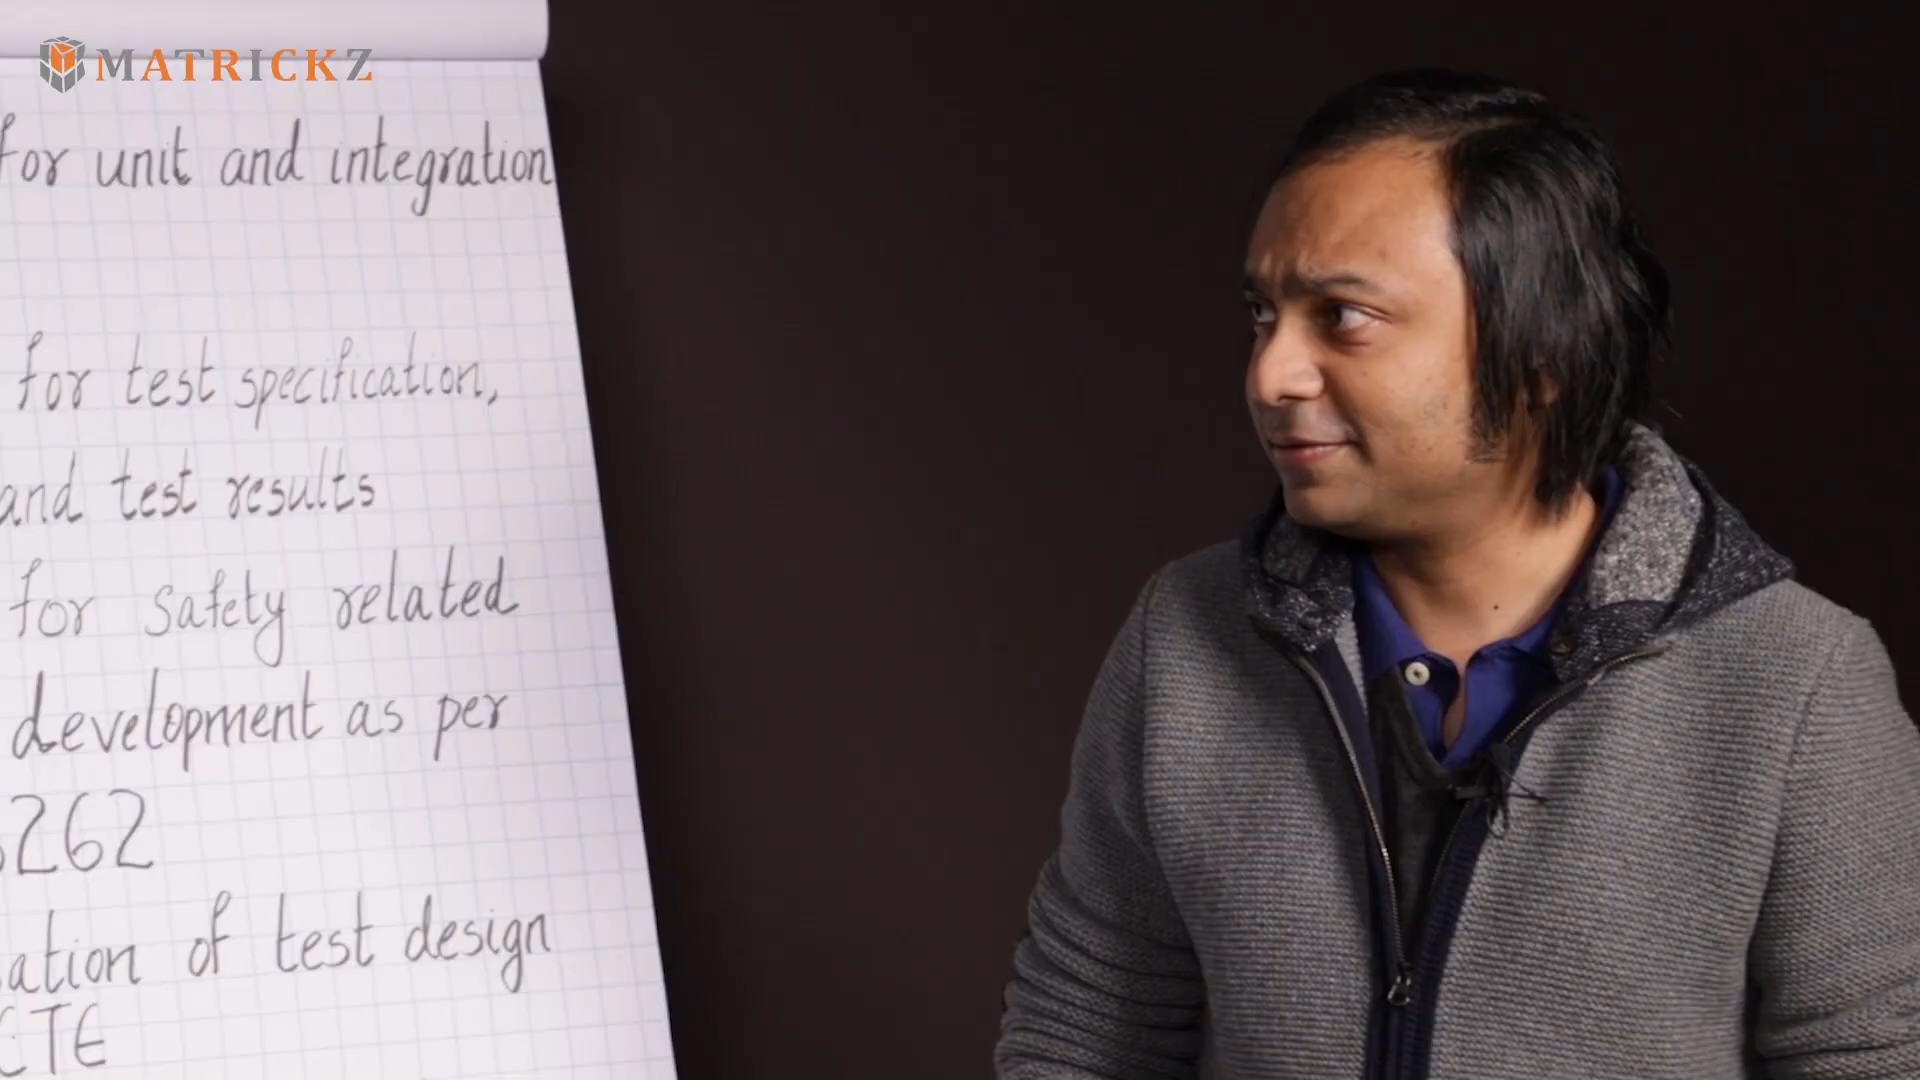 MATRICKZ
for unit and integration
for test specification,
and test results
for safety related
development as per
262
of test design
CTE